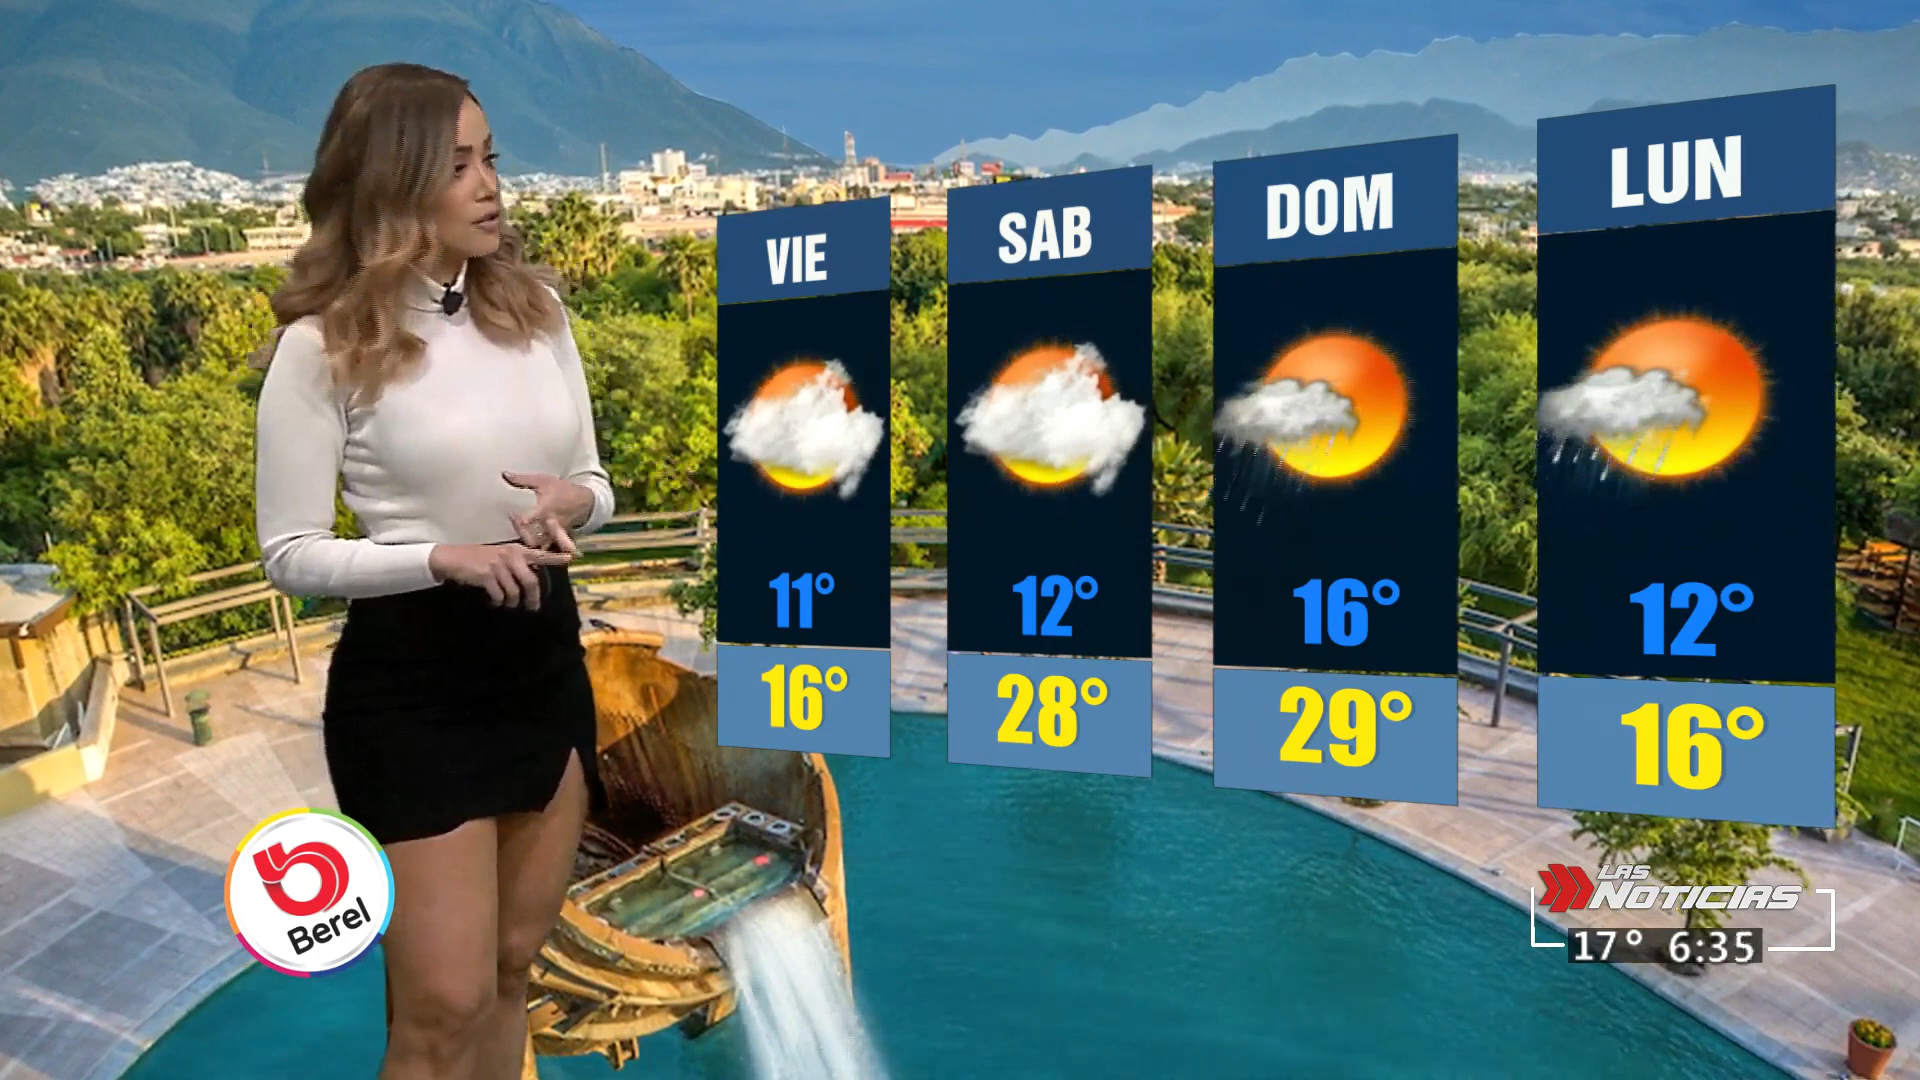 VIE
11°
16°
SAB
12°
28°
DOM
16°
29°
LUN
12°
16°
Berel
LAS
NOTICIAS
17° 6:35